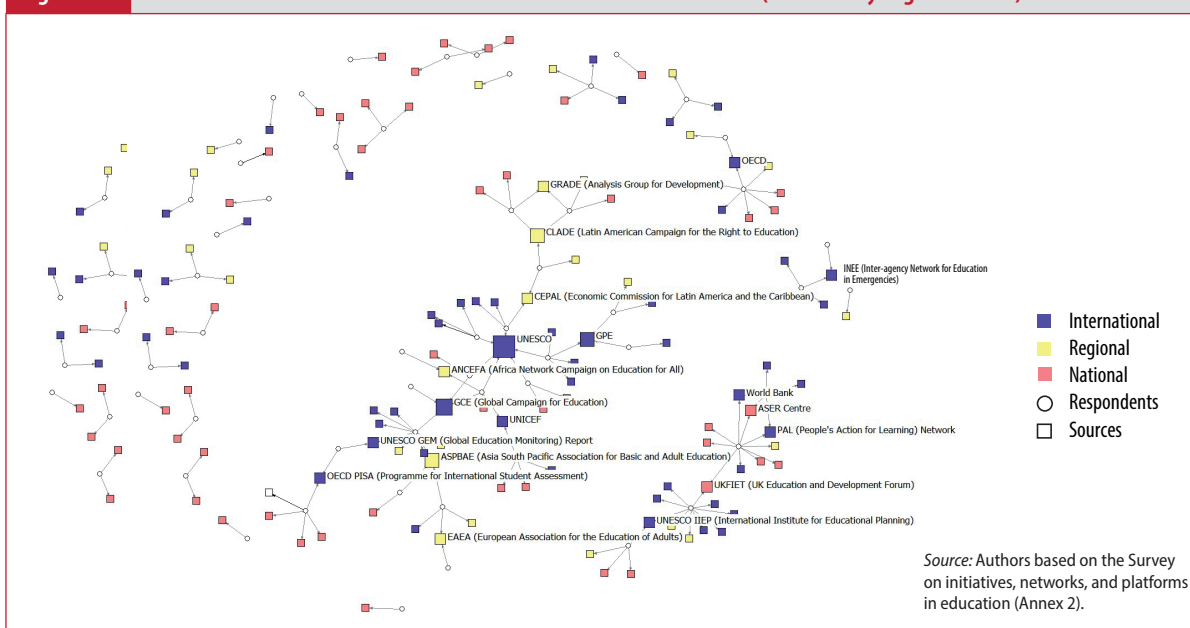 OECD
GRADE (Analysis Group for Development)
CLADE (Latin American Campaign for the Right to Education)
INEE (Inter-agency Network for Education
in Emergencies)
CEPAL (Economic Commission for Latin America and the Caribbean)
UNESCO
GPE
ANCEFA (Africa Network Campaign on Education for All)
GCE (Global Campaign for Education)
UNICEF
UNESCO GEM (Global Education Monitoring) Report
ASPBAE (Asia South Pacific Association for Basic and Adult Education)
OECD PISA (Programme for International Student Assessment)
EAEA (European Association for the Education of Adults)
World Bank
ASER Centre
PAL (People's Action for Learning) Network
UKFIET (UK Education and Development Forum)
UNESCO IIEP (International Institute for Educational Planning)
International
Regional
National
Respondents
Sources
Source: Authors based on the Survey
on initiatives, networks, and platforms
in education (Annex 2).